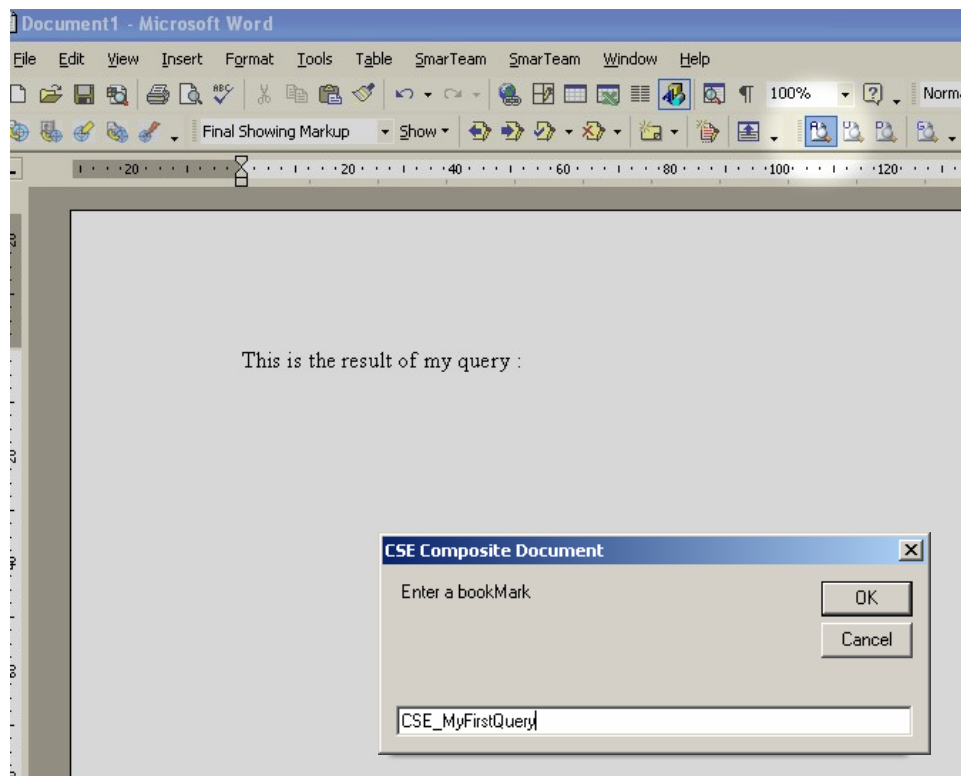 Document1 - Microsoft Word
File Edit View Insert Format Tools Table SmarTeam SmarTeam Window Help
ABC 100% Norma
Final Showing Markup Show
20 20 40 60 80 100 120
This is the result of my query :
CSE Composite Document
Enter a bookMark
OK
Cancel
CSE_MyFirstQuery